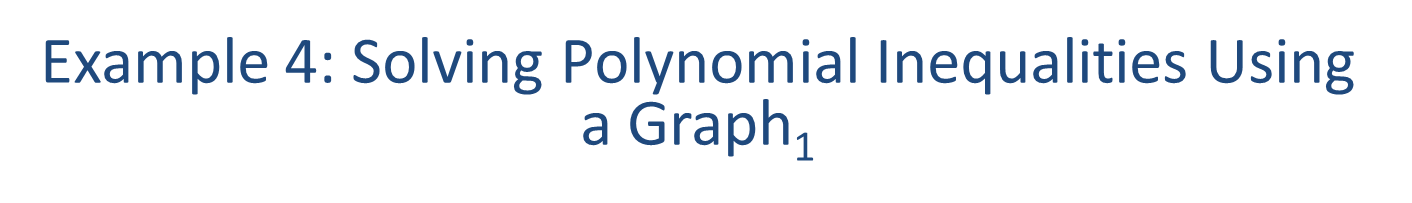 Example 4: Solving Polynomial Inequalities Using
a Graph₁